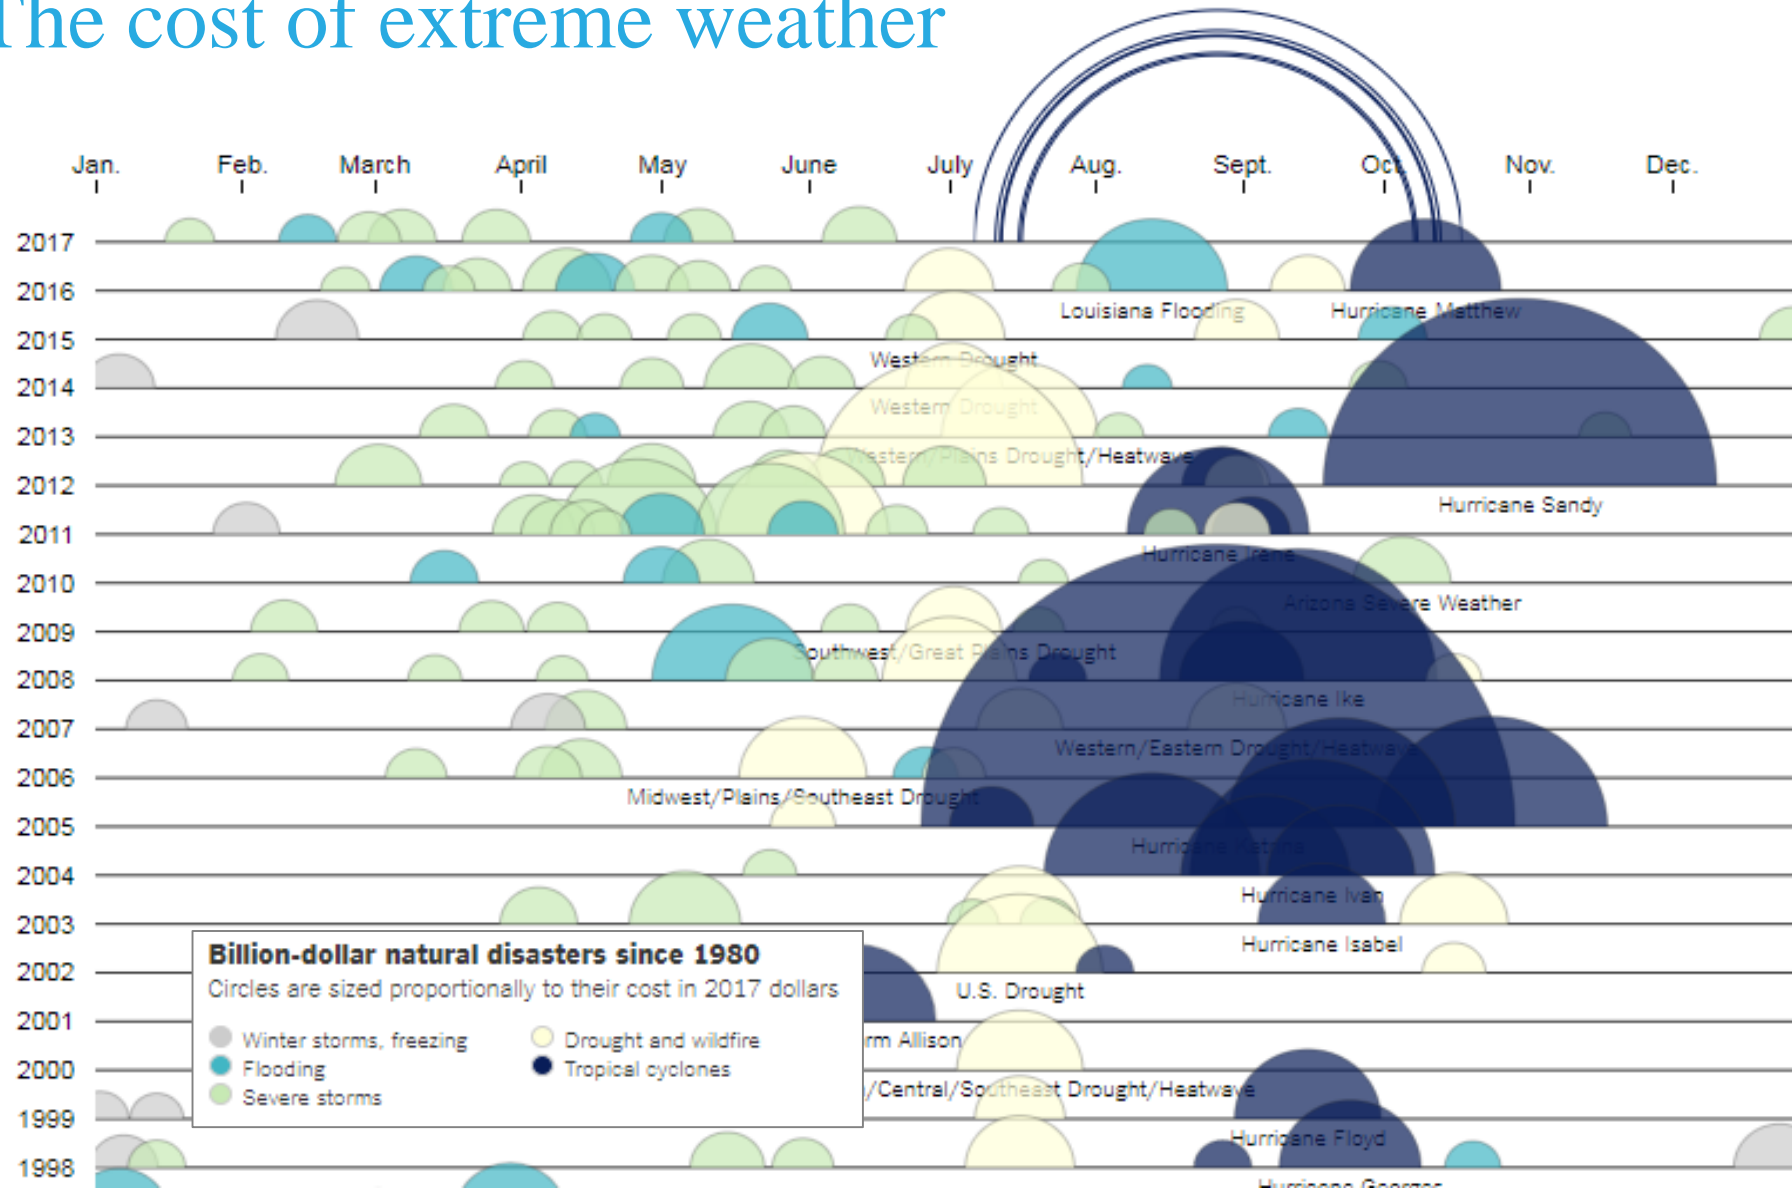 The cost of extreme weather
Jan. Feb. March April May June July Aug. Sept. Oct. Nov. Dec.
2017
2016
Louisiana Flooding Hurricane Matthew
2015
Western Drought
2014
Western Drought
2013
Western/Plains Drought/Heatwave
2012
Hurricane Sandy
2011
Hurricane Irene
2010
Arizona Severe Weather
2009
Southwest/Great Plains Drought
2008
Hurricane Ike
2007
Western/Eastern Drought/Heatwave
2006
Midwest/Plains/Southeast Drought
2005
Hurricane Katrina
2004
Hurricane Ivan
2003
Hurricane Isabel
2002
U.S. Drought
2001
rm Allison
2000
/Central/Southeast Drought/Heatwave
1999
Hurricane Floyd
1998
Hurricane Georges
Billion-dollar natural disasters since 1980
Circles are sized proportionally to their cost in 2017 dollars
Winter storms, freezing
Flooding
Severe storms
Drought and wildfire
Tropical cyclones